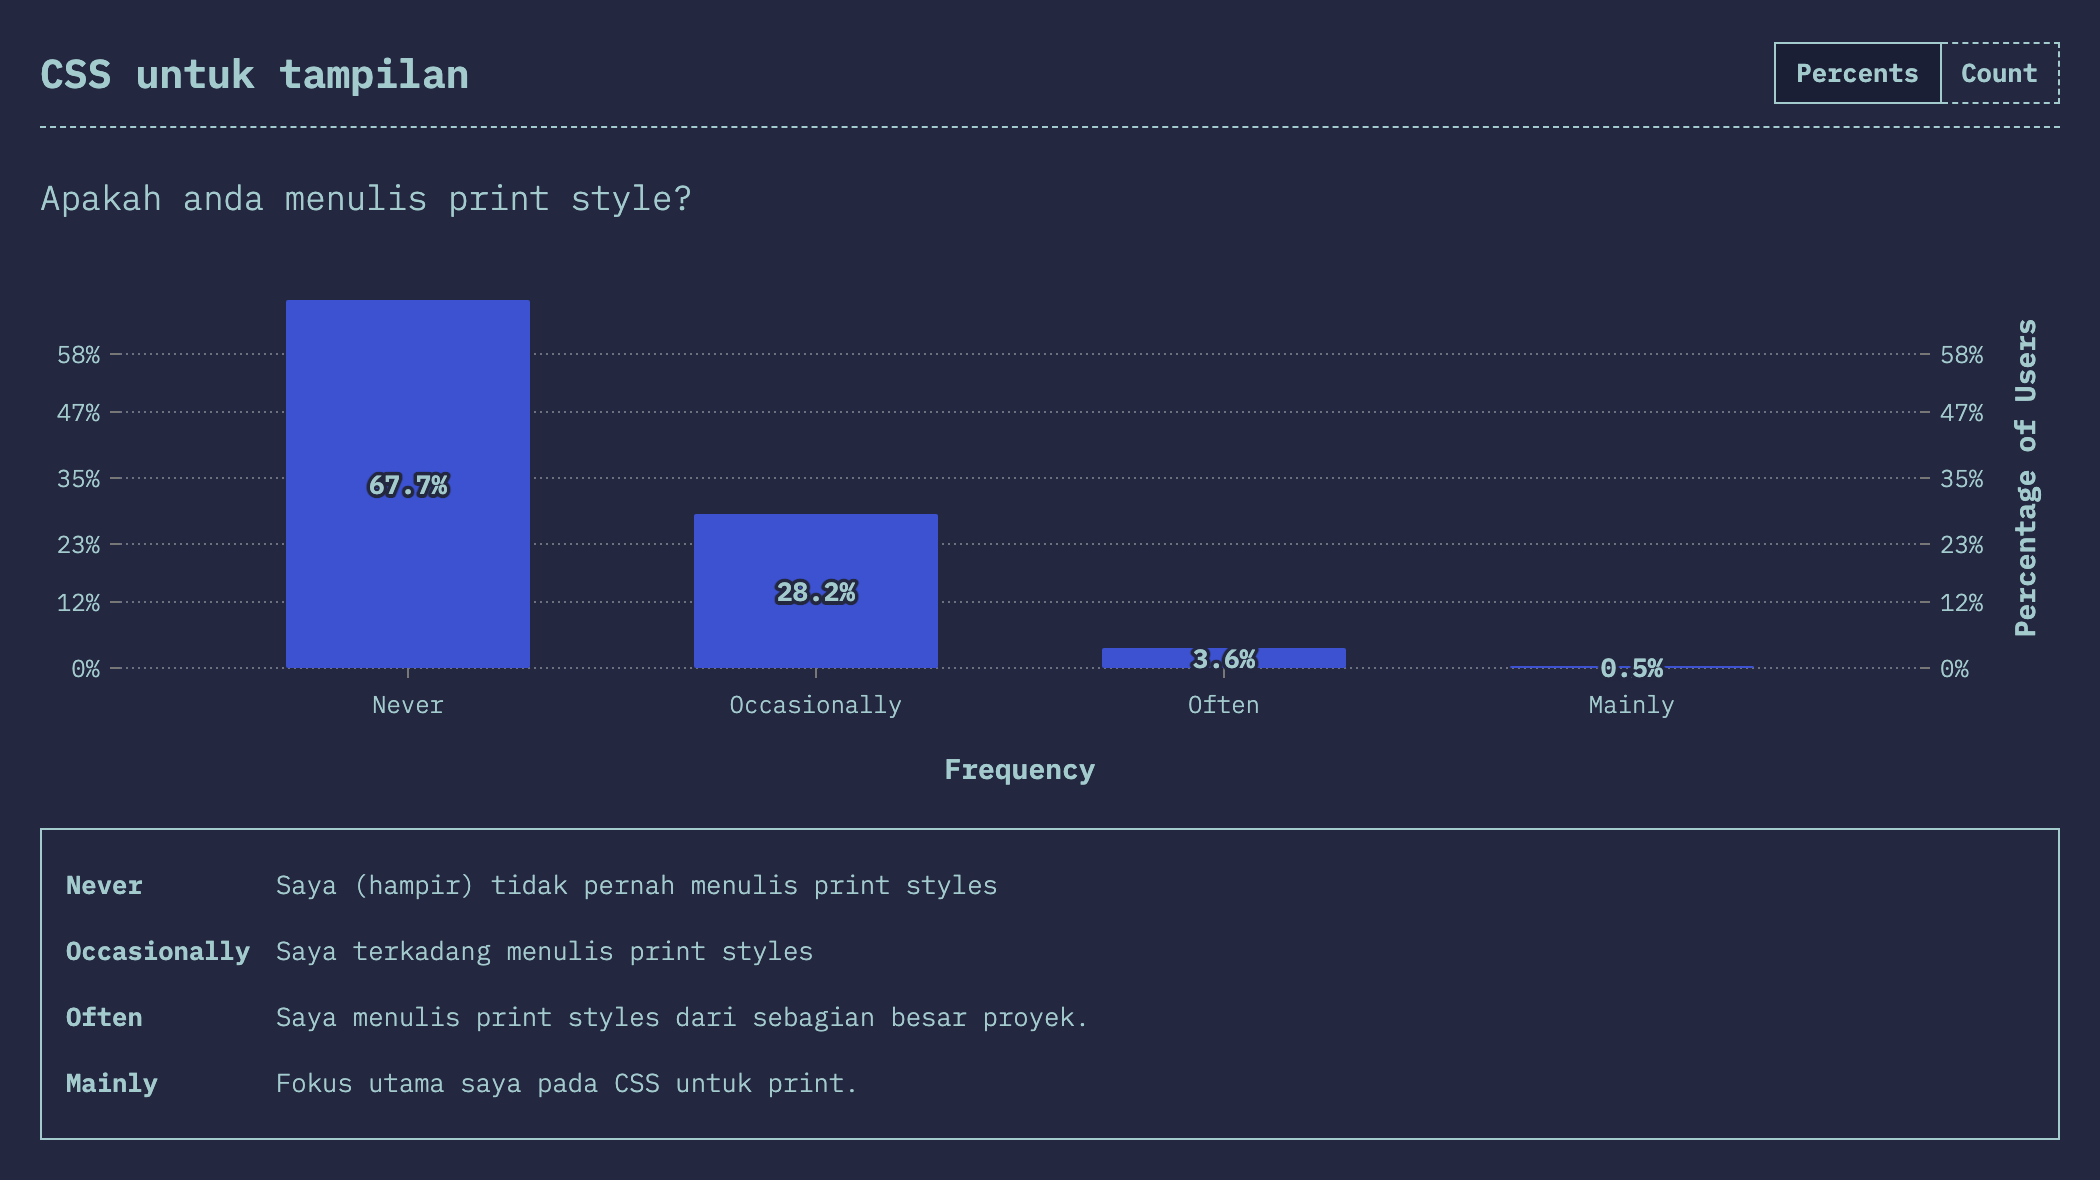 CSS untuk tampilan
Percents Count
Apakah anda menulis print style?
58% 58%
47% 47%
35% 35%
23% 23%
12% 12%
0% 0%
67.7%
28.2%
3.6%
0.5%
Percentage of Users
Never Occasionally Often Mainly
Frequency
Never Saya (hampir) tidak pernah menulis print styles
Occasionally Saya terkadang menulis print styles
Often Saya menulis print styles dari sebagian besar proyek.
Mainly Fokus utama saya pada CSS untuk print.